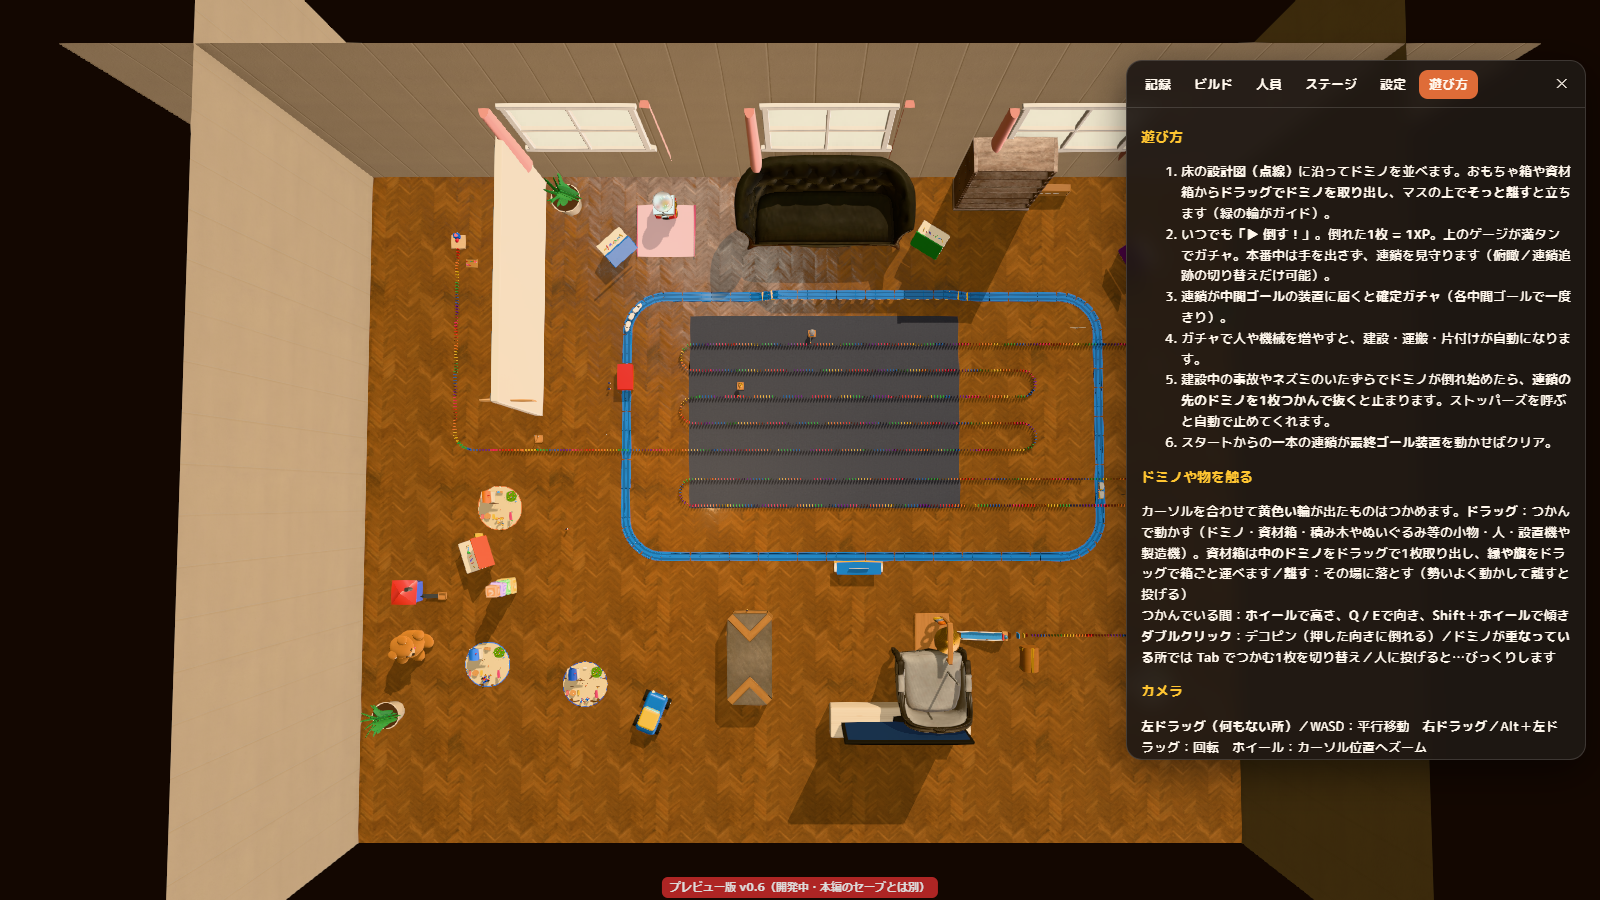 記録 ビルド 人員 ステージ 設定 遊び方 ×
遊び方
1. 床の設計図（点線）に沿ってドミノを並べます。おもちゃ箱や資材
箱からドラッグでドミノを取り出し、マスの上でそっと離すと立ち
ます（緑の輪がガイド）。
2. いつでも「▶ 倒す！」。倒れた1枚 = 1XP。上のゲージが満タン
でガチャ。本番中は手を出さず、連鎖を見守ります（俯瞰／連鎖追
跡の切り替えだけ可能）。
3. 連鎖が中間ゴールの装置に届くと確定ガチャ（各中間ゴールで一度
きり）。
4. ガチャで人や機械を増やすと、建設・運搬・片付けが自動になりま
す。
5. 建設中の事故やネズミのいたずらでドミノが倒れ始めたら、連鎖の
先のドミノを1枚つかんで抜くと止まります。ストッパーズを呼ぶ
と自動で止めてくれます。
6. スタートからの一本の連鎖が最終ゴール装置を動かせばクリア。
ドミノや物を触る
カーソルを合わせて黄色い輪が出たものはつかめます。ドラッグ：つかん
で動かす（ドミノ・資材箱・積み木やぬいぐるみ等の小物・人・設置機や
製造機）。資材箱は中のドミノをドラッグで1枚取り出し、縁や旗をドラ
ッグで箱ごと運べます／離す：その場に落とす（勢いよく動かして離すと
投げる）
つかんでいる間：ホイールで高さ、Q / Eで向き、Shift＋ホイールで傾き
ダブルクリック：デコピン（押した向きに倒れる）／ドミノが重なってい
る所では Tab でつかむ1枚を切り替え／人に投げると…びっくりします
カメラ
左ドラッグ（何もない所）／WASD：平行移動　右ドラッグ／Alt＋左ド
ラッグ：回転　ホイール：カーソル位置へズーム
プレビュー版 v0.6（開発中・本編のセーブとは別）